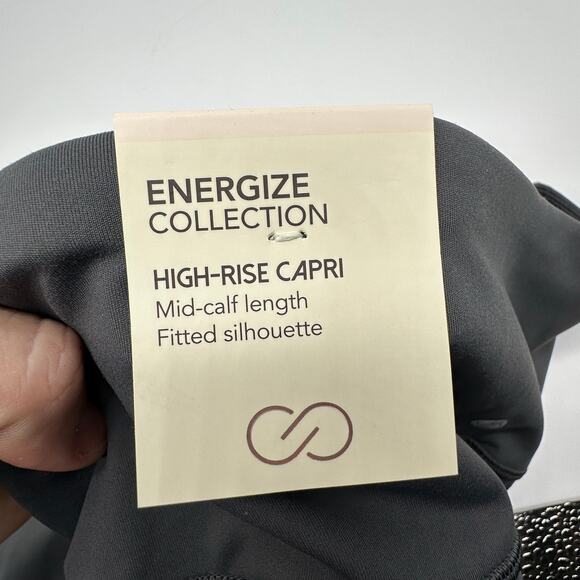 ENERGIZE
COLLECTION
HIGH-RISE CAPRI
Mid-calf length
Fitted silhouette